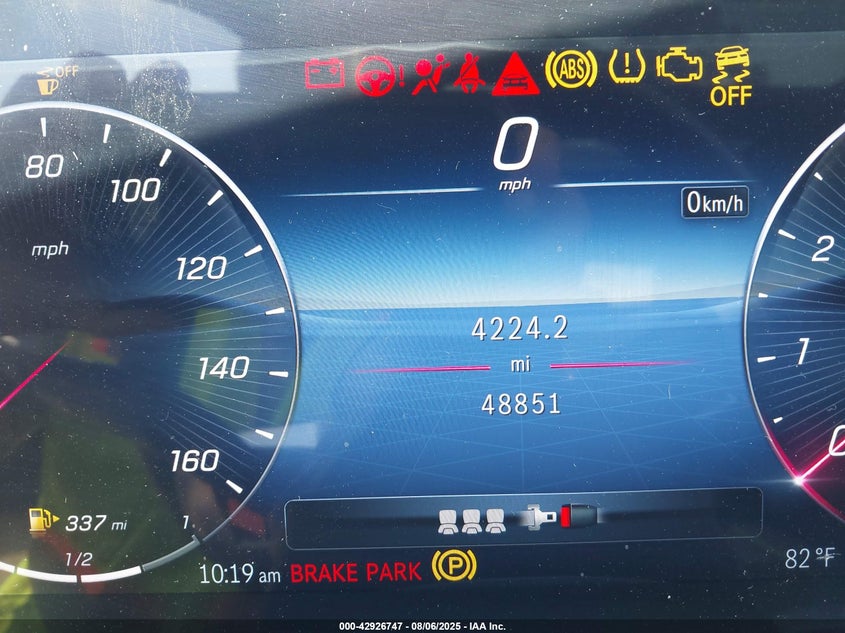 OFF
ABS
OFF
0
mph
0km/h
80
100
120
140
160
mph
4224.2
mi
48851
2
1
0
337 mi
1/2
1
10:19 am
BRAKE PARK
P
82°F
000-42926747 - 08/06/2025 - IAA Inc.